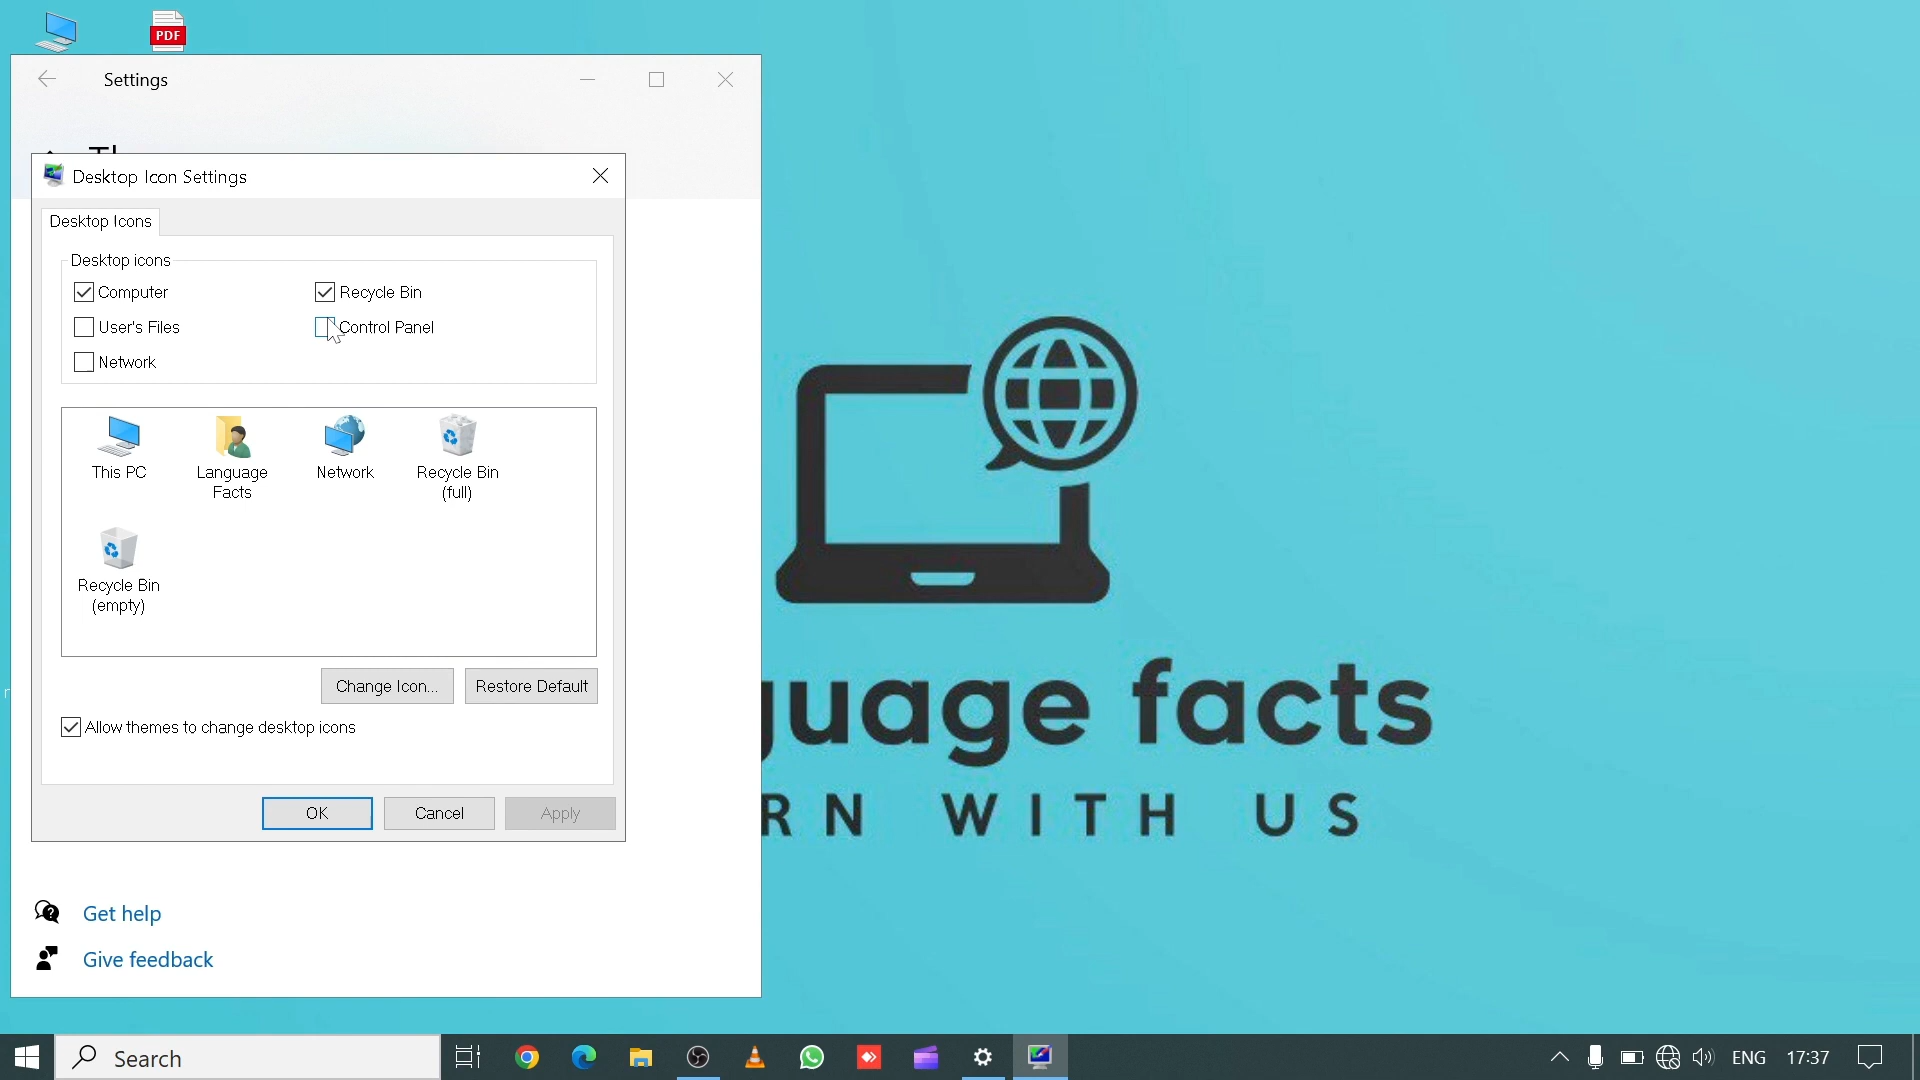 PDF
Settings
Desktop Icon Settings
Desktop Icons
Desktop icons
Computer
Recycle Bin
User's Files
Control Panel
Network
This PC
Language
Facts
Network
Recycle Bin
(full)
Recycle Bin
(empty)
Change Icon...
Restore Default
Allow themes to change desktop icons
OK
Cancel
Apply
Get help
Give feedback
guage facts
RN WITH US
Search
ENG
17:37